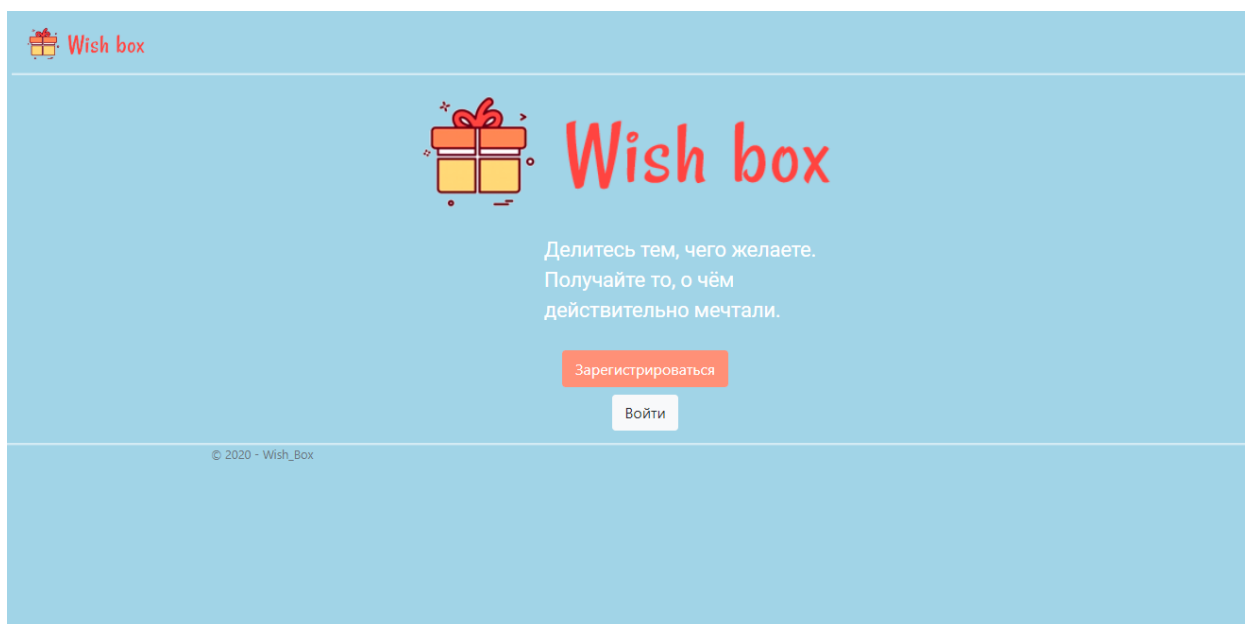 Wish box
Wish box
Делитесь тем, чего желаете.
Получайте то, о чём
действительно мечтали.
Зарегистрироваться
Войти
© 2020 - Wish_Box